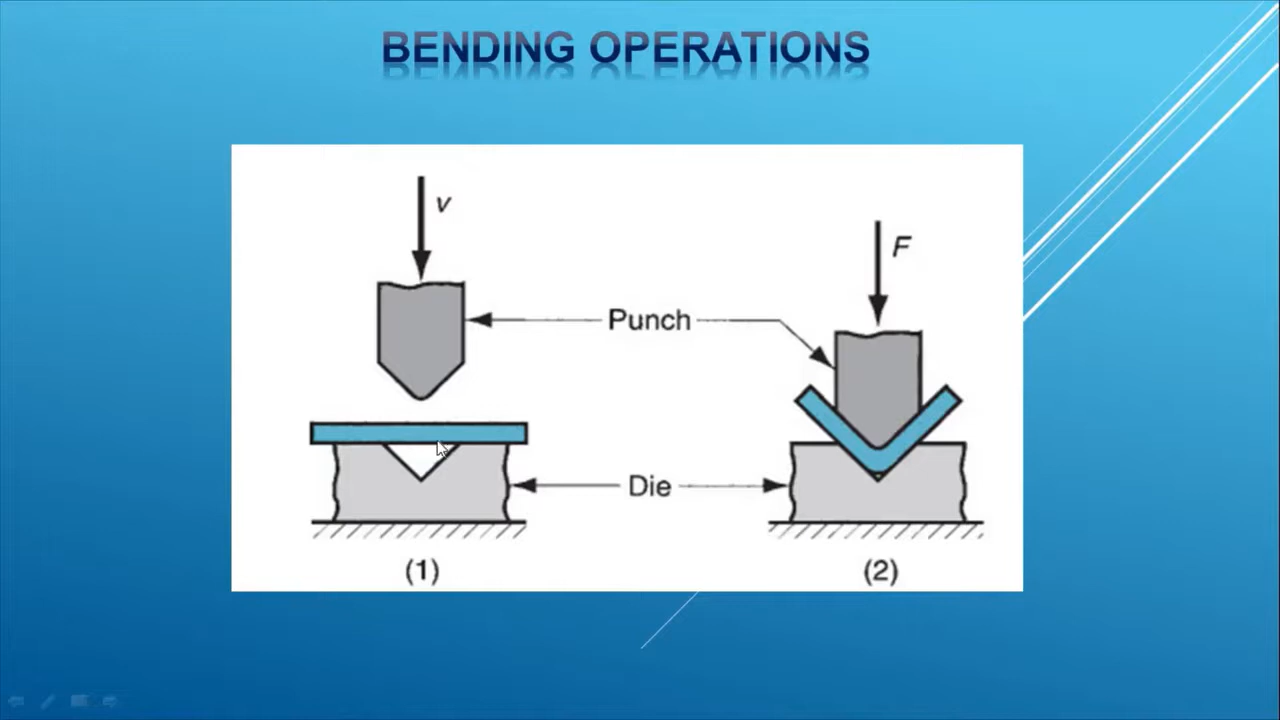 BENDING OPERATIONS
v
F
Punch
Die
(1)
(2)